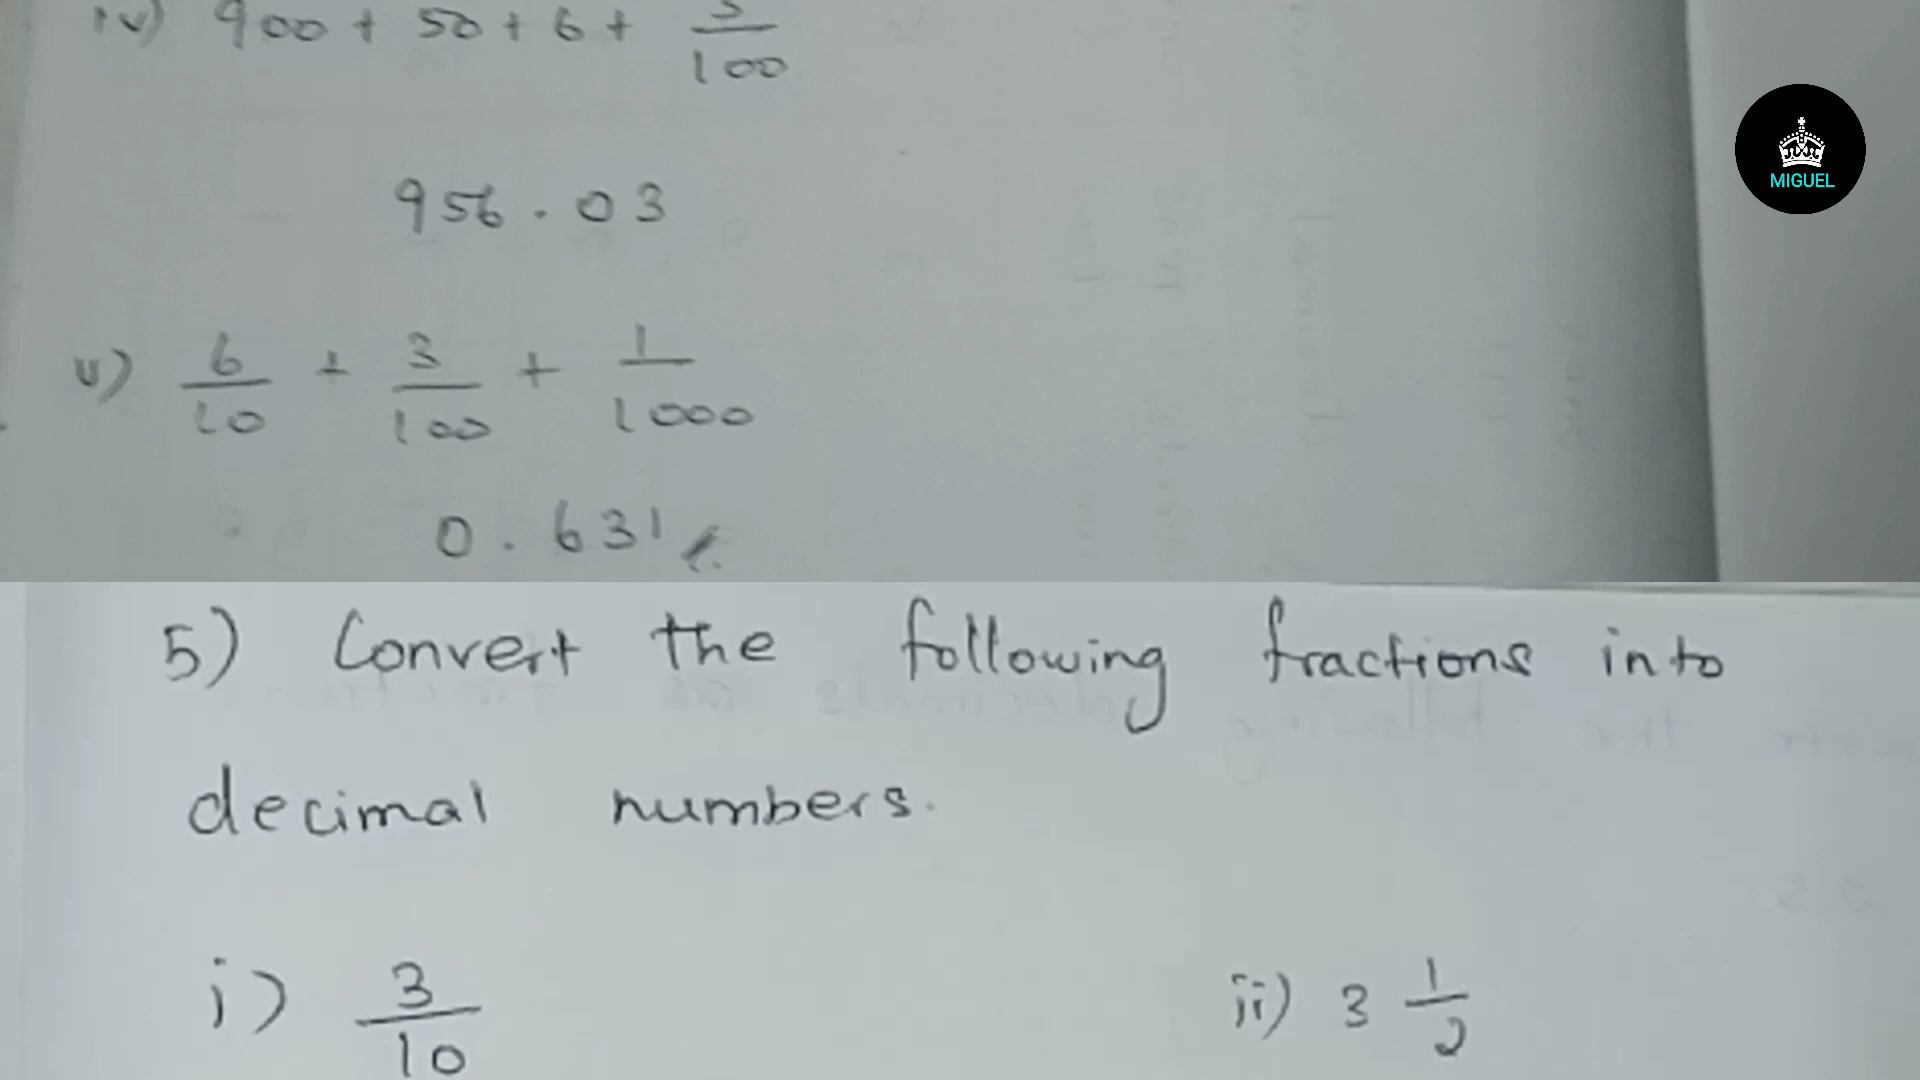 iv) 900 + 50 + 6 + 3/100
956.03
v) 6/10 + 3/100 + 1/1000
0.631
5) Convert the following fractions into
decimal numbers.
i) 3/10
ii) 3 1/2
MIGUEL